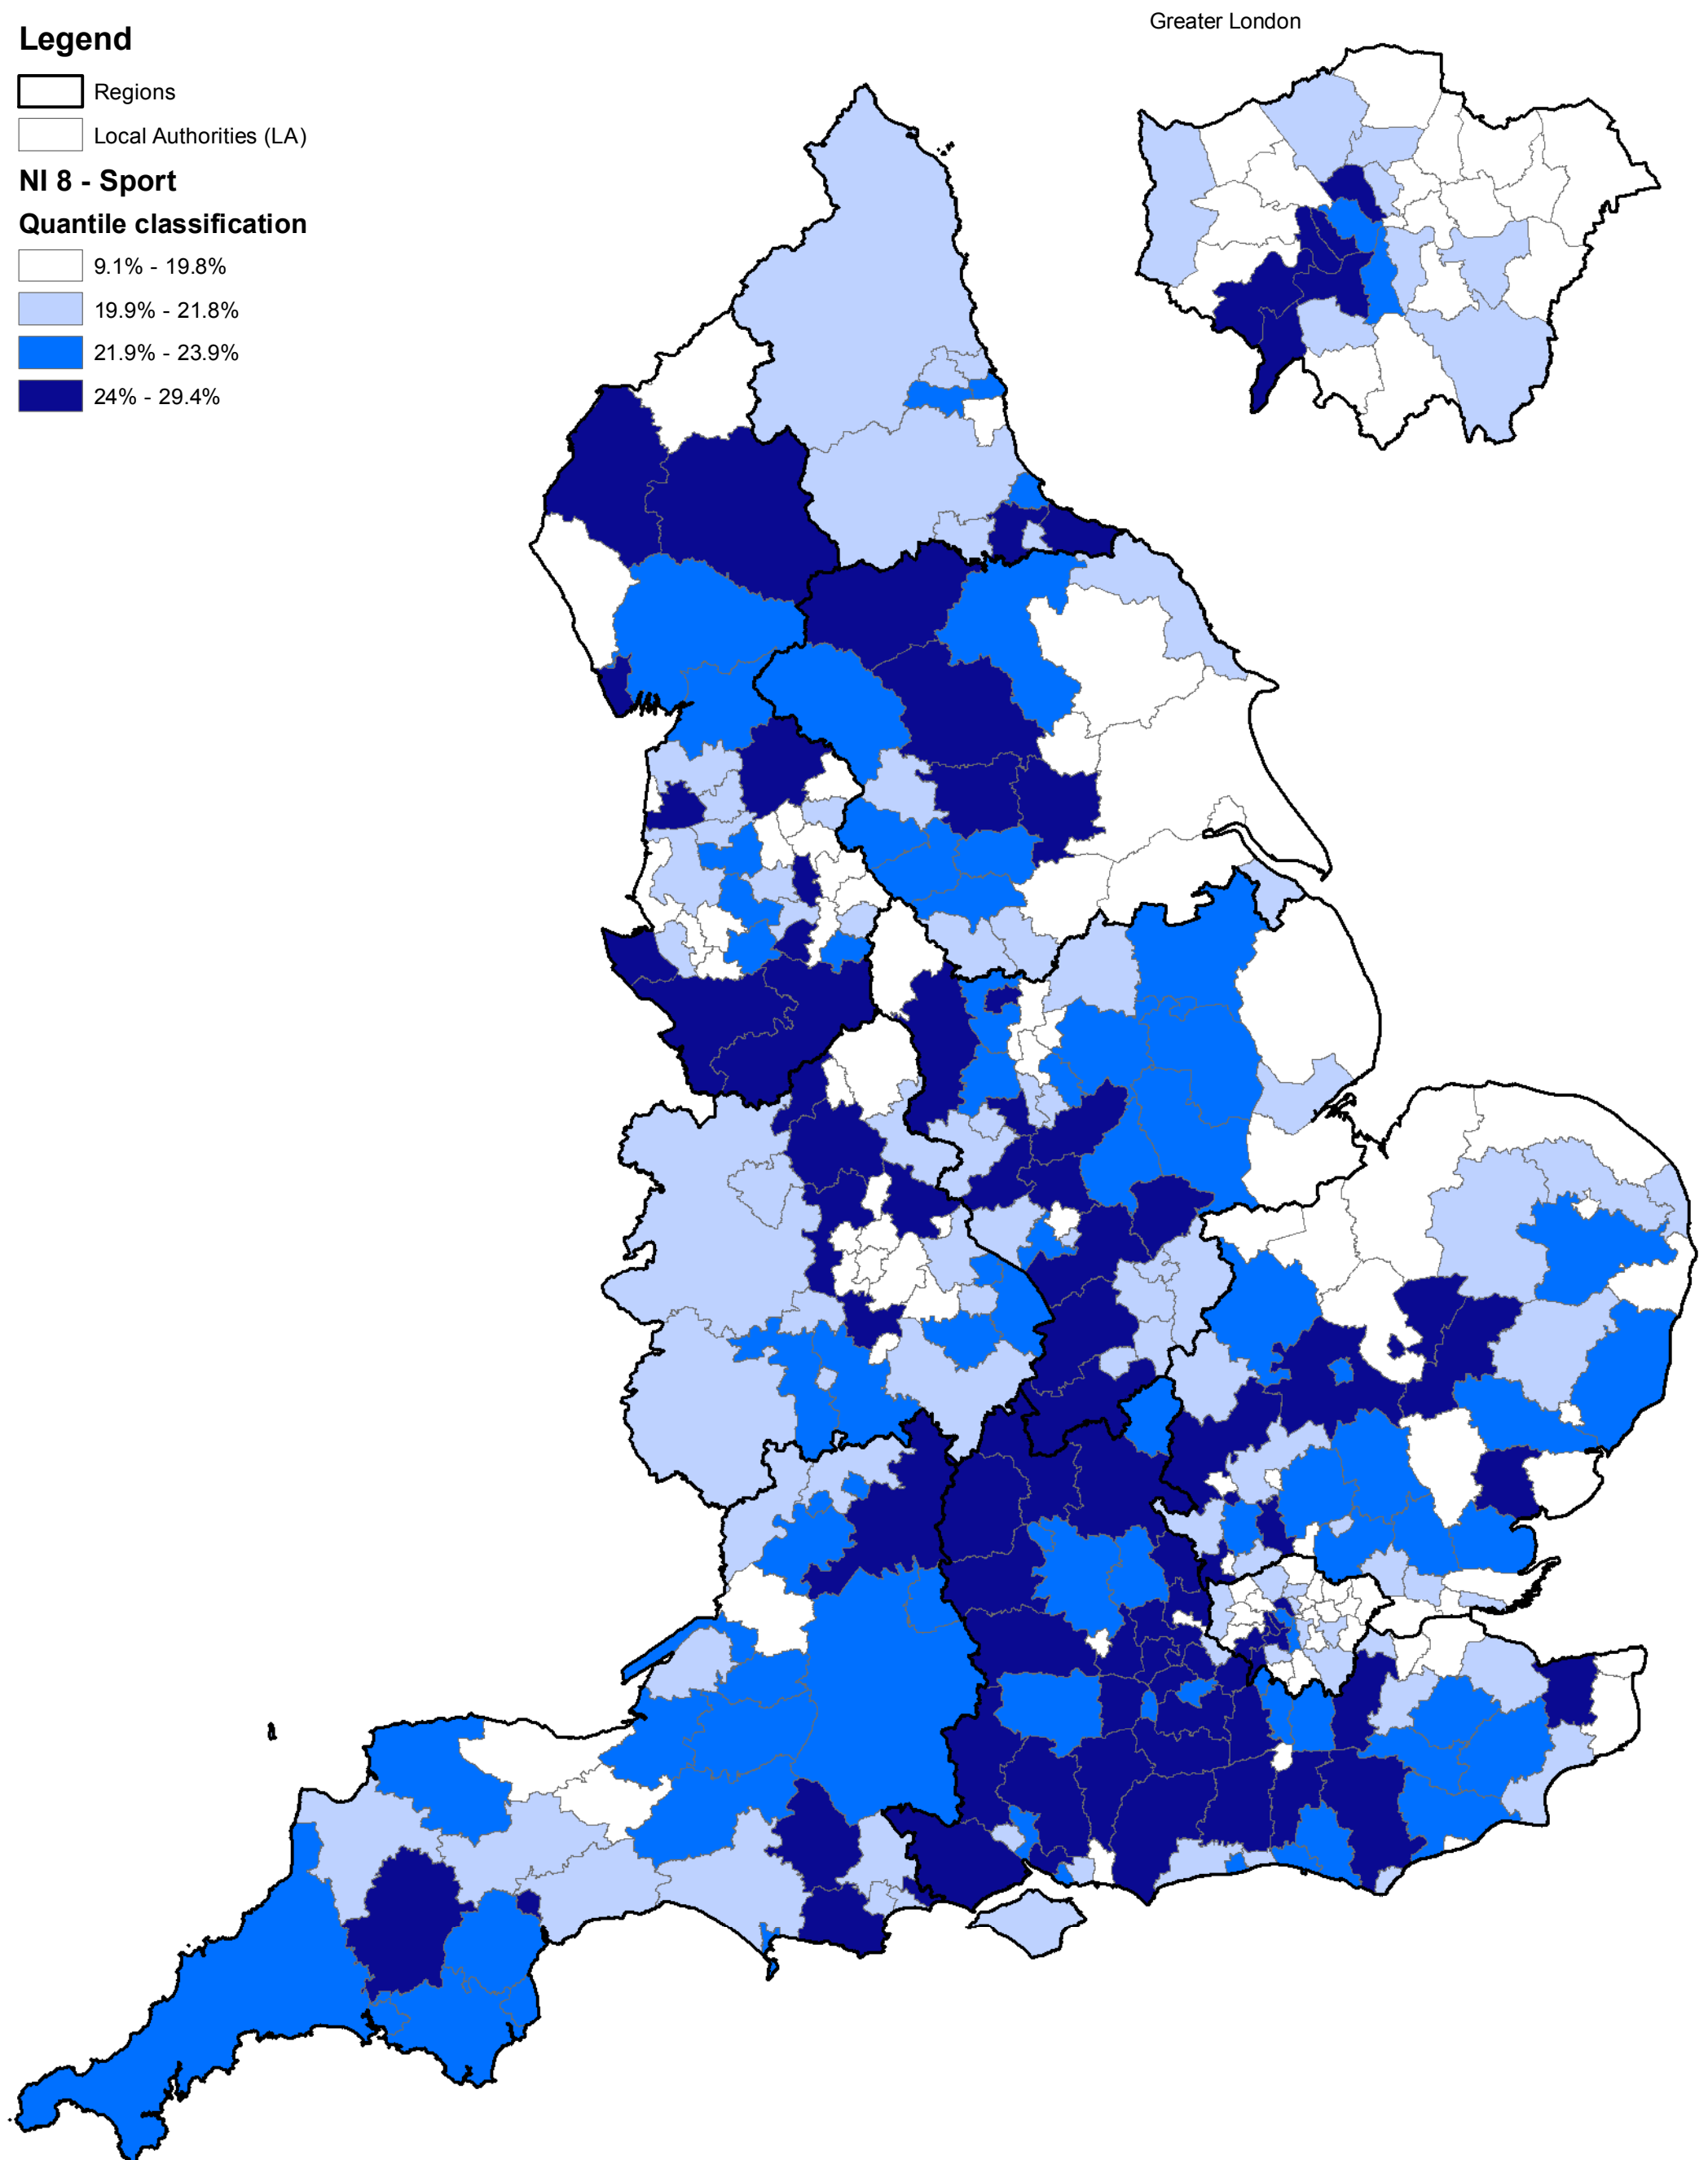 Greater London
Legend
Regions
Local Authorities (LA)
NI 8 - Sport
Quantile classification
9.1% - 19.8%
19.9% - 21.8%
21.9% - 23.9%
24% - 29.4%